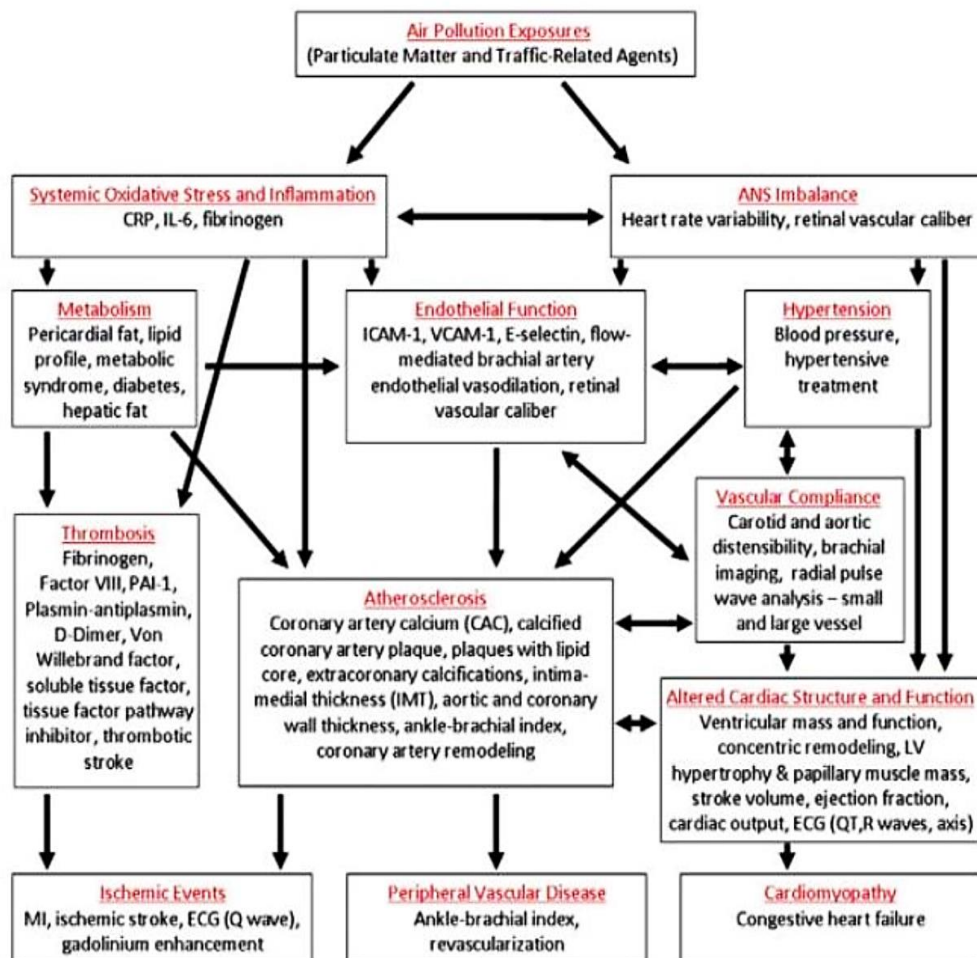 Air Pollution Exposures
(Particulate Matter and Traffic-Related Agents)
Systemic Oxidative Stress and Inflammation
CRP, IL-6, fibrinogen
ANS Imbalance
Heart rate variability, retinal vascular caliber
Metabolism
Pericardial fat, lipid
profile, metabolic
syndrome, diabetes,
hepatic fat
Endothelial Function
ICAM-1, VCAM-1, E-selectin, flow-
mediated brachial artery
endothelial vasodilation, retinal
vascular caliber
Hypertension
Blood pressure,
hypertensive
treatment
Vascular Compliance
Carotid and aortic
distensibility, brachial
imaging, radial pulse
wave analysis – small
and large vessel
Thrombosis
Fibrinogen,
Factor VIII, PAI-1,
Plasmin-antiplasmin,
D-Dimer, Von
Willebrand factor,
soluble tissue factor,
tissue factor pathway
inhibitor, thrombotic
stroke
Atherosclerosis
Coronary artery calcium (CAC), calcified
coronary artery plaque, plaques with lipid
core, extracoronary calcifications, intima-
medial thickness (IMT), aortic and coronary
wall thickness, ankle-brachial index,
coronary artery remodeling
Altered Cardiac Structure and Function
Ventricular mass and function,
concentric remodeling, LV
hypertrophy & papillary muscle mass,
stroke volume, ejection fraction,
cardiac output, ECG (QT,R waves, axis)
Ischemic Events
MI, ischemic stroke, ECG (Q wave),
gadolinium enhancement
Peripheral Vascular Disease
Ankle-brachial index,
revascularization
Cardiomyopathy
Congestive heart failure